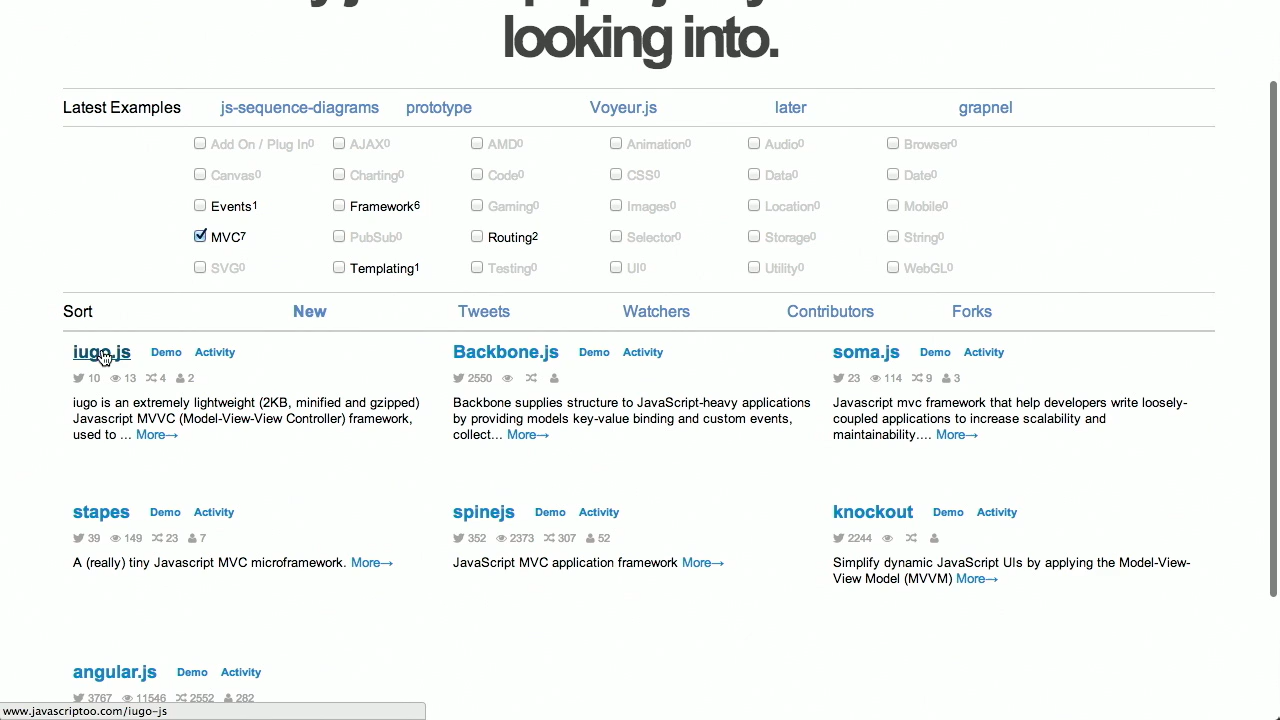 looking into.
Latest Examples js-sequence-diagrams prototype Voyeur.js later grapnel
Add On / Plug In0 AJAX0 AMD0 Animation0 Audio0 Browser0
Canvas0 Charting0 Code0 CSS0 Data0 Date0
Events1 Framework6 Gaming0 Images0 Location0 Mobile0
MVC7 PubSub0 Routing2 Selector0 Storage0 String0
SVG0 Templating1 Testing0 UI0 Utility0 WebGL0
Sort New Tweets Watchers Contributors Forks
iugo.js Demo Activity
10 13 4 2
iugo is an extremely lightweight (2KB, minified and gzipped)
Javascript MVVC (Model-View-View Controller) framework,
used to ... More→
Backbone.js Demo Activity
2550
Backbone supplies structure to JavaScript-heavy applications
by providing models key-value binding and custom events,
collect... More→
soma.js Demo Activity
23 114 9 3
Javascript mvc framework that help developers write loosely-
coupled applications to increase scalability and
maintainability.... More→
stapes Demo Activity
39 149 23 7
A (really) tiny Javascript MVC microframework. More→
spinejs Demo Activity
352 2373 307 52
JavaScript MVC application framework More→
knockout Demo Activity
2244
Simplify dynamic JavaScript UIs by applying the Model-View-
View Model (MVVM) More→
angular.js Demo Activity
3767 11546 2552 282
www.javascriptoo.com/iugo-js